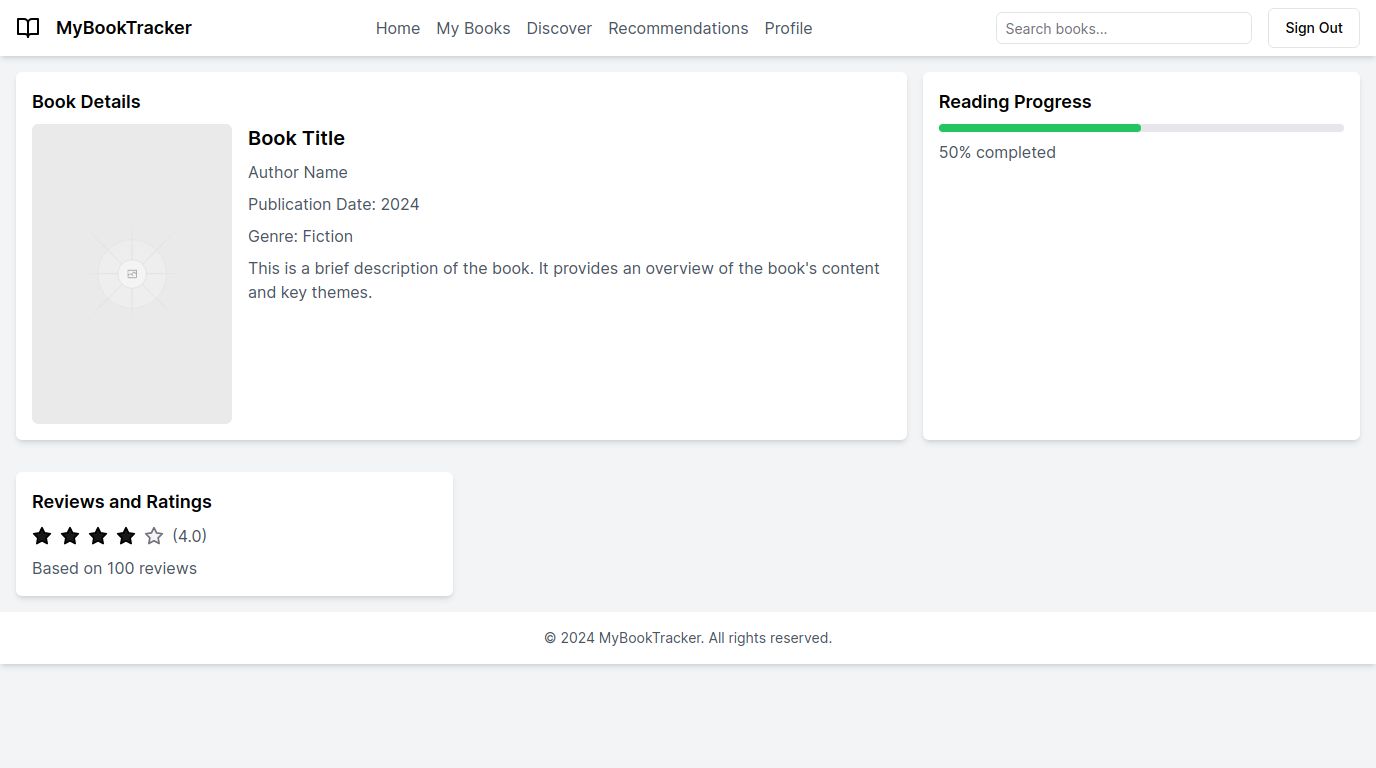 MyBookTracker
Home My Books Discover Recommendations Profile
Search books...
Sign Out
Book Details
Book Title
Author Name
Publication Date: 2024
Genre: Fiction
This is a brief description of the book. It provides an overview of the book's content
and key themes.
Reading Progress
50% completed
Reviews and Ratings
(4.0)
Based on 100 reviews
© 2024 MyBookTracker. All rights reserved.